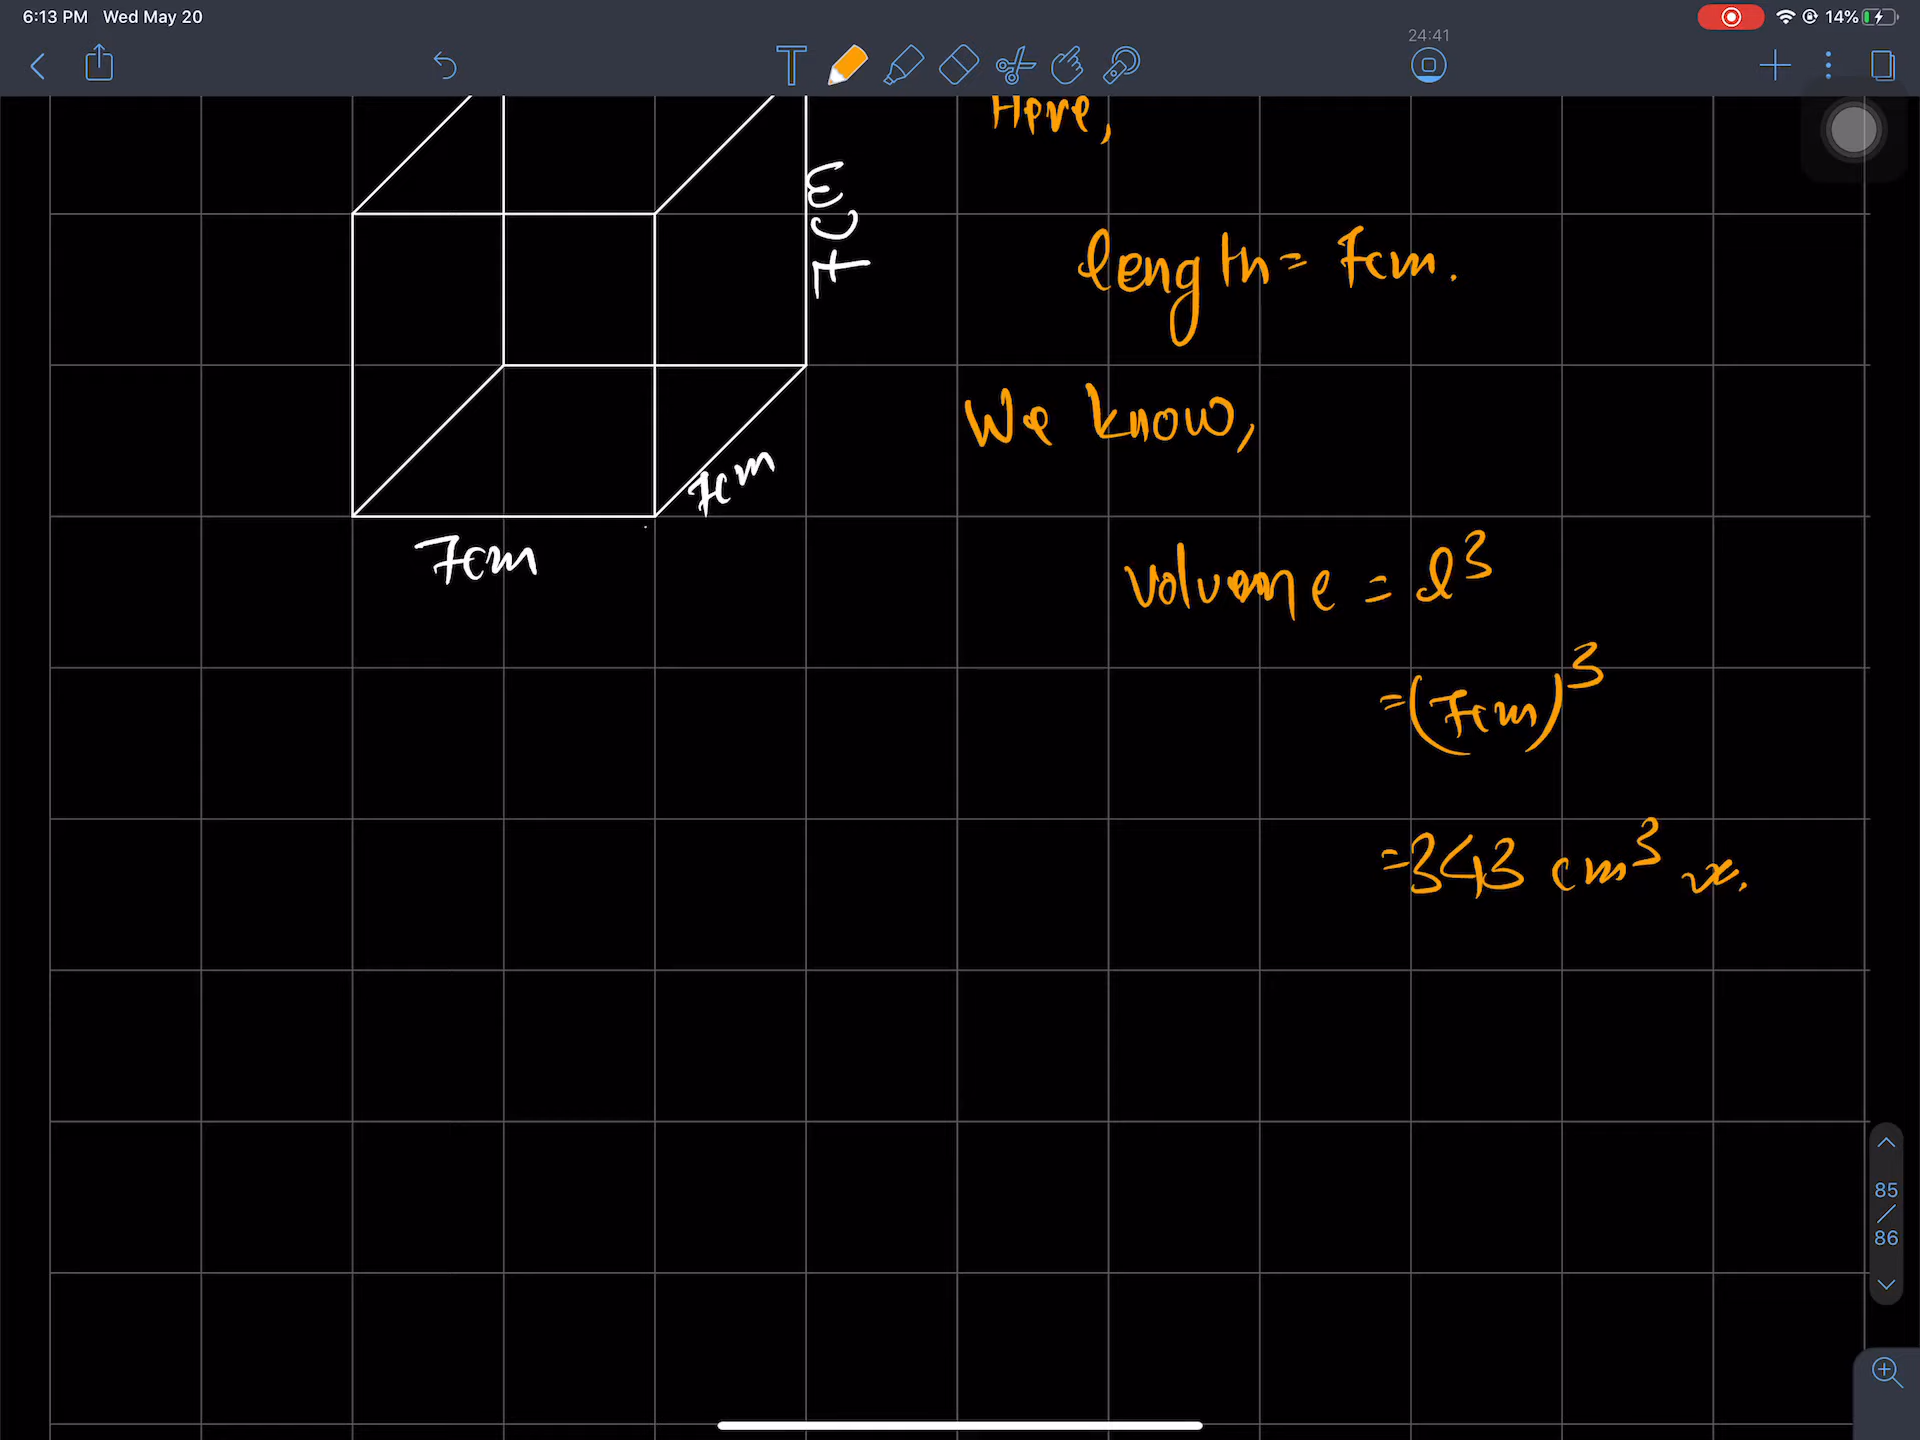 6:13 PM Wed May 20
14%
24:41
Here,
7cm
length = 7cm.
We know,
7cm
7cm
volume = l³
=(7cm)³
=343 cm³
85
/
86